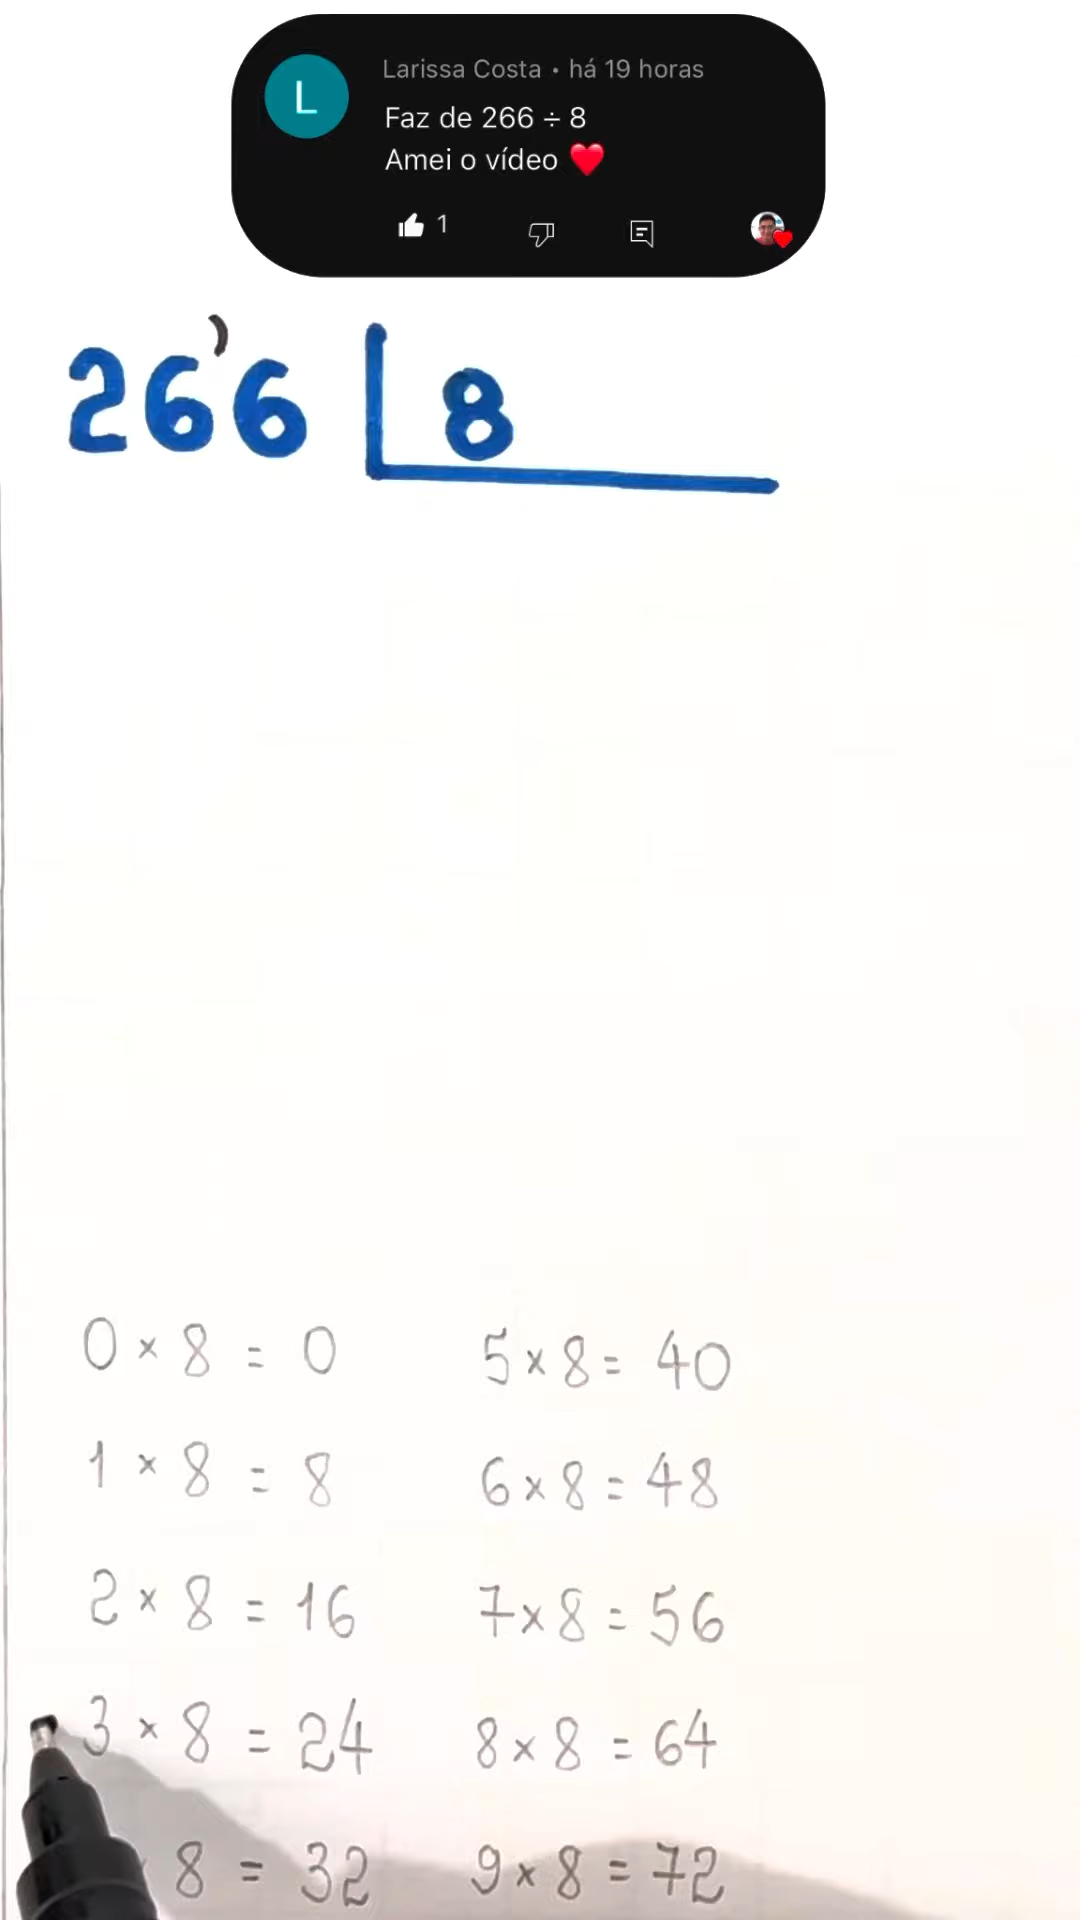 L
Larissa Costa • há 19 horas
Faz de 266 ÷ 8
Amei o vídeo ❤️
1
266 8
0 × 8 = 0
1 × 8 = 8
2 × 8 = 16
3 × 8 = 24
8 = 32
5 × 8 = 40
6 × 8 = 48
7 × 8 = 56
8 × 8 = 64
9 × 8 = 72